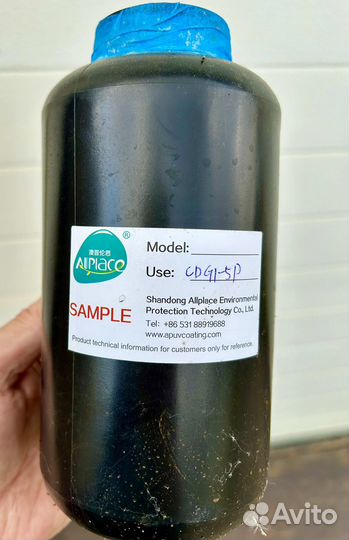 澳普伦思
Allplace
®
SAMPLE
Model:
Use: CDG1-5P
Shandong Allplace Environmental
Protection Technology Co., Ltd.
Tel: +86 531 88919688
www.apuvcoating.com
Product technical information for customers only for reference.
Avito